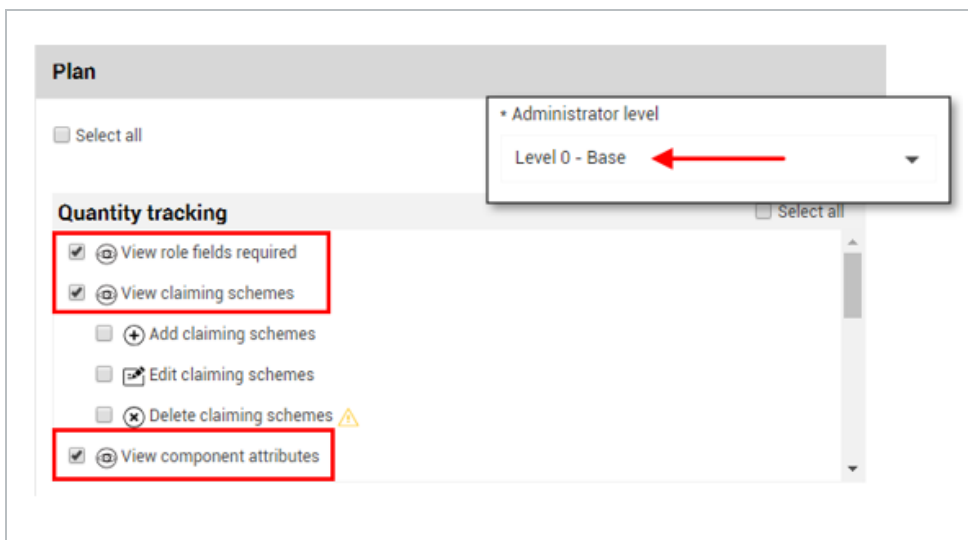 Plan
* Administrator level
Select all
Level 0 - Base
Quantity tracking
Select all
View role fields required
View claiming schemes
Add claiming schemes
Edit claiming schemes
Delete claiming schemes
View component attributes